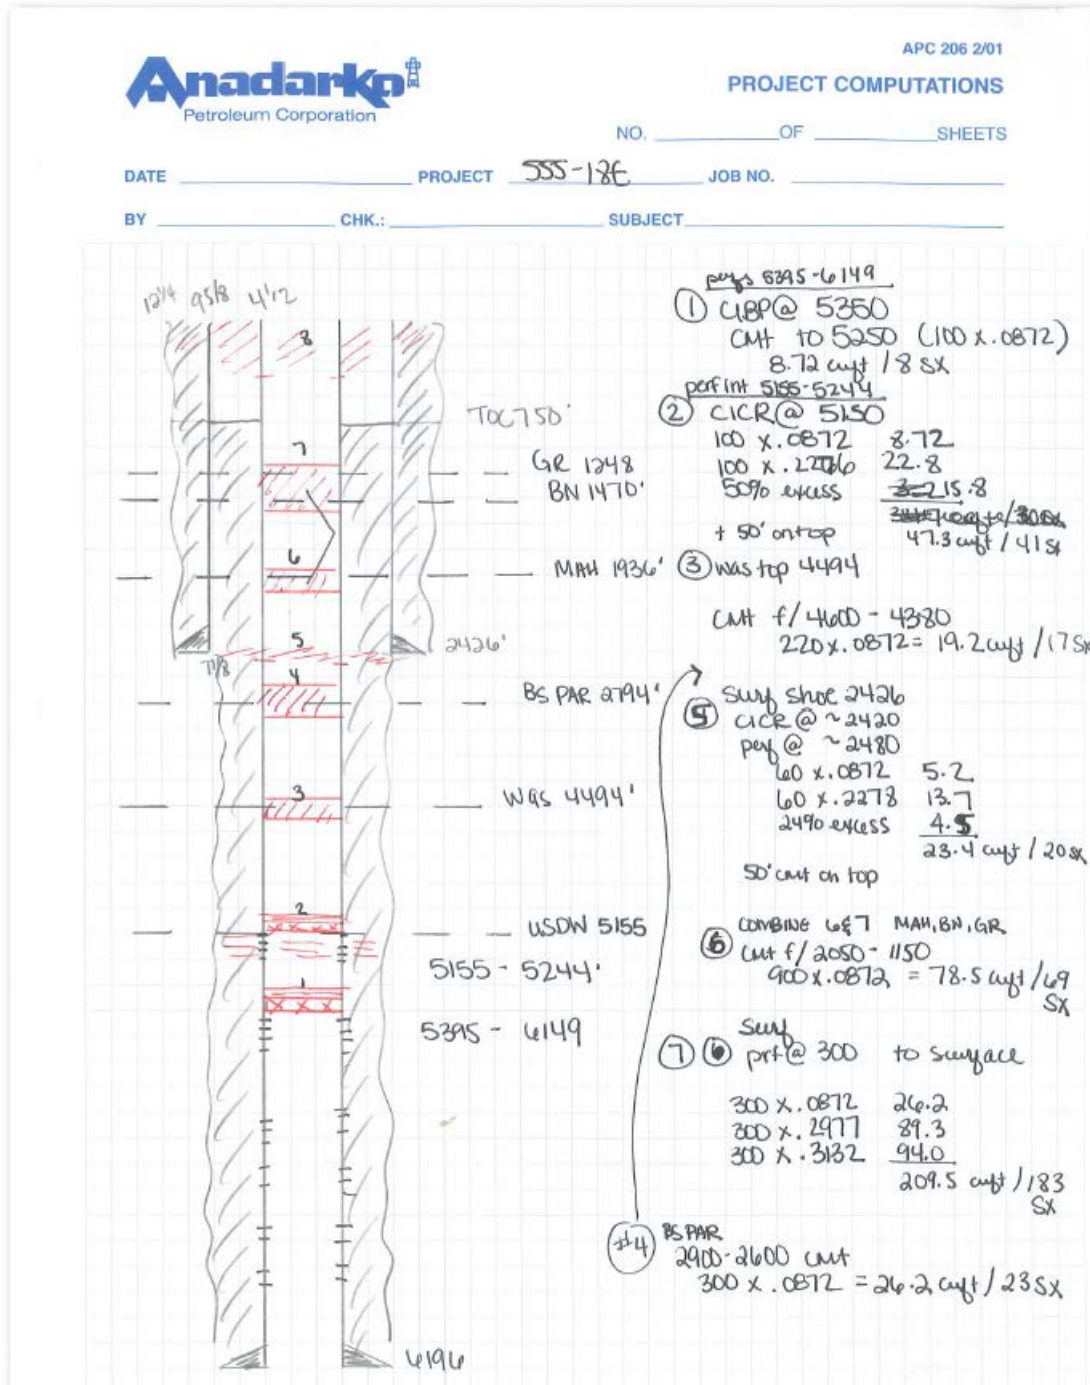 APC 206 2/01
Anadarko
Petroleum Corporation
PROJECT COMPUTATIONS
NO. OF SHEETS
DATE PROJECT 555-18E JOB NO.
BY CHK.: SUBJECT
12 1/4 9 5/8 4 1/2
8
TOC 750'
7
GR 1248
BN 1470'
6
MAH 1936'
5
2426'
7 7/8
4
BS PAR 2794'
3
Was 4494'
2
USDW 5155
5155 - 5244'
1
5395 - 6149
6196
perfs 5395-6149
① CIBP@ 5350
CMt to 5250 (100 x .0872)
8.72 cuft / 8 SX
perf int 5155-5244
② CICR@ 5150
100 x .0872 8.72
100 x .2276 22.8
50% excess 15.8
47.3 cuft / 41 sx
+ 50' on top
③ Was top 4494
CMt f/ 4600 - 4380
220 x .0872 = 19.2 cuft / 17 Sx
⑤ Surf shoe 2426
CICR @ ~2420
perf @ ~2480
60 x .0872 5.2
60 x .2278 13.7
24% excess 4.5
23.4 cuft / 20 sx
50' cmt on top
COMBINE 6 & 7 MAH, BN, GR
⑥ CMt f/ 2050 - 1150
900 x .0872 = 78.5 cuft / 69
SX
Surf
⑦ prf @ 300 to surface
300 x .0872 26.2
300 x .2977 89.3
300 x .3132 94.0
209.5 cuft / 183
SX
#4 BS PAR
2900-2600 cmt
300 x .0872 = 26.2 cuft / 23 SX